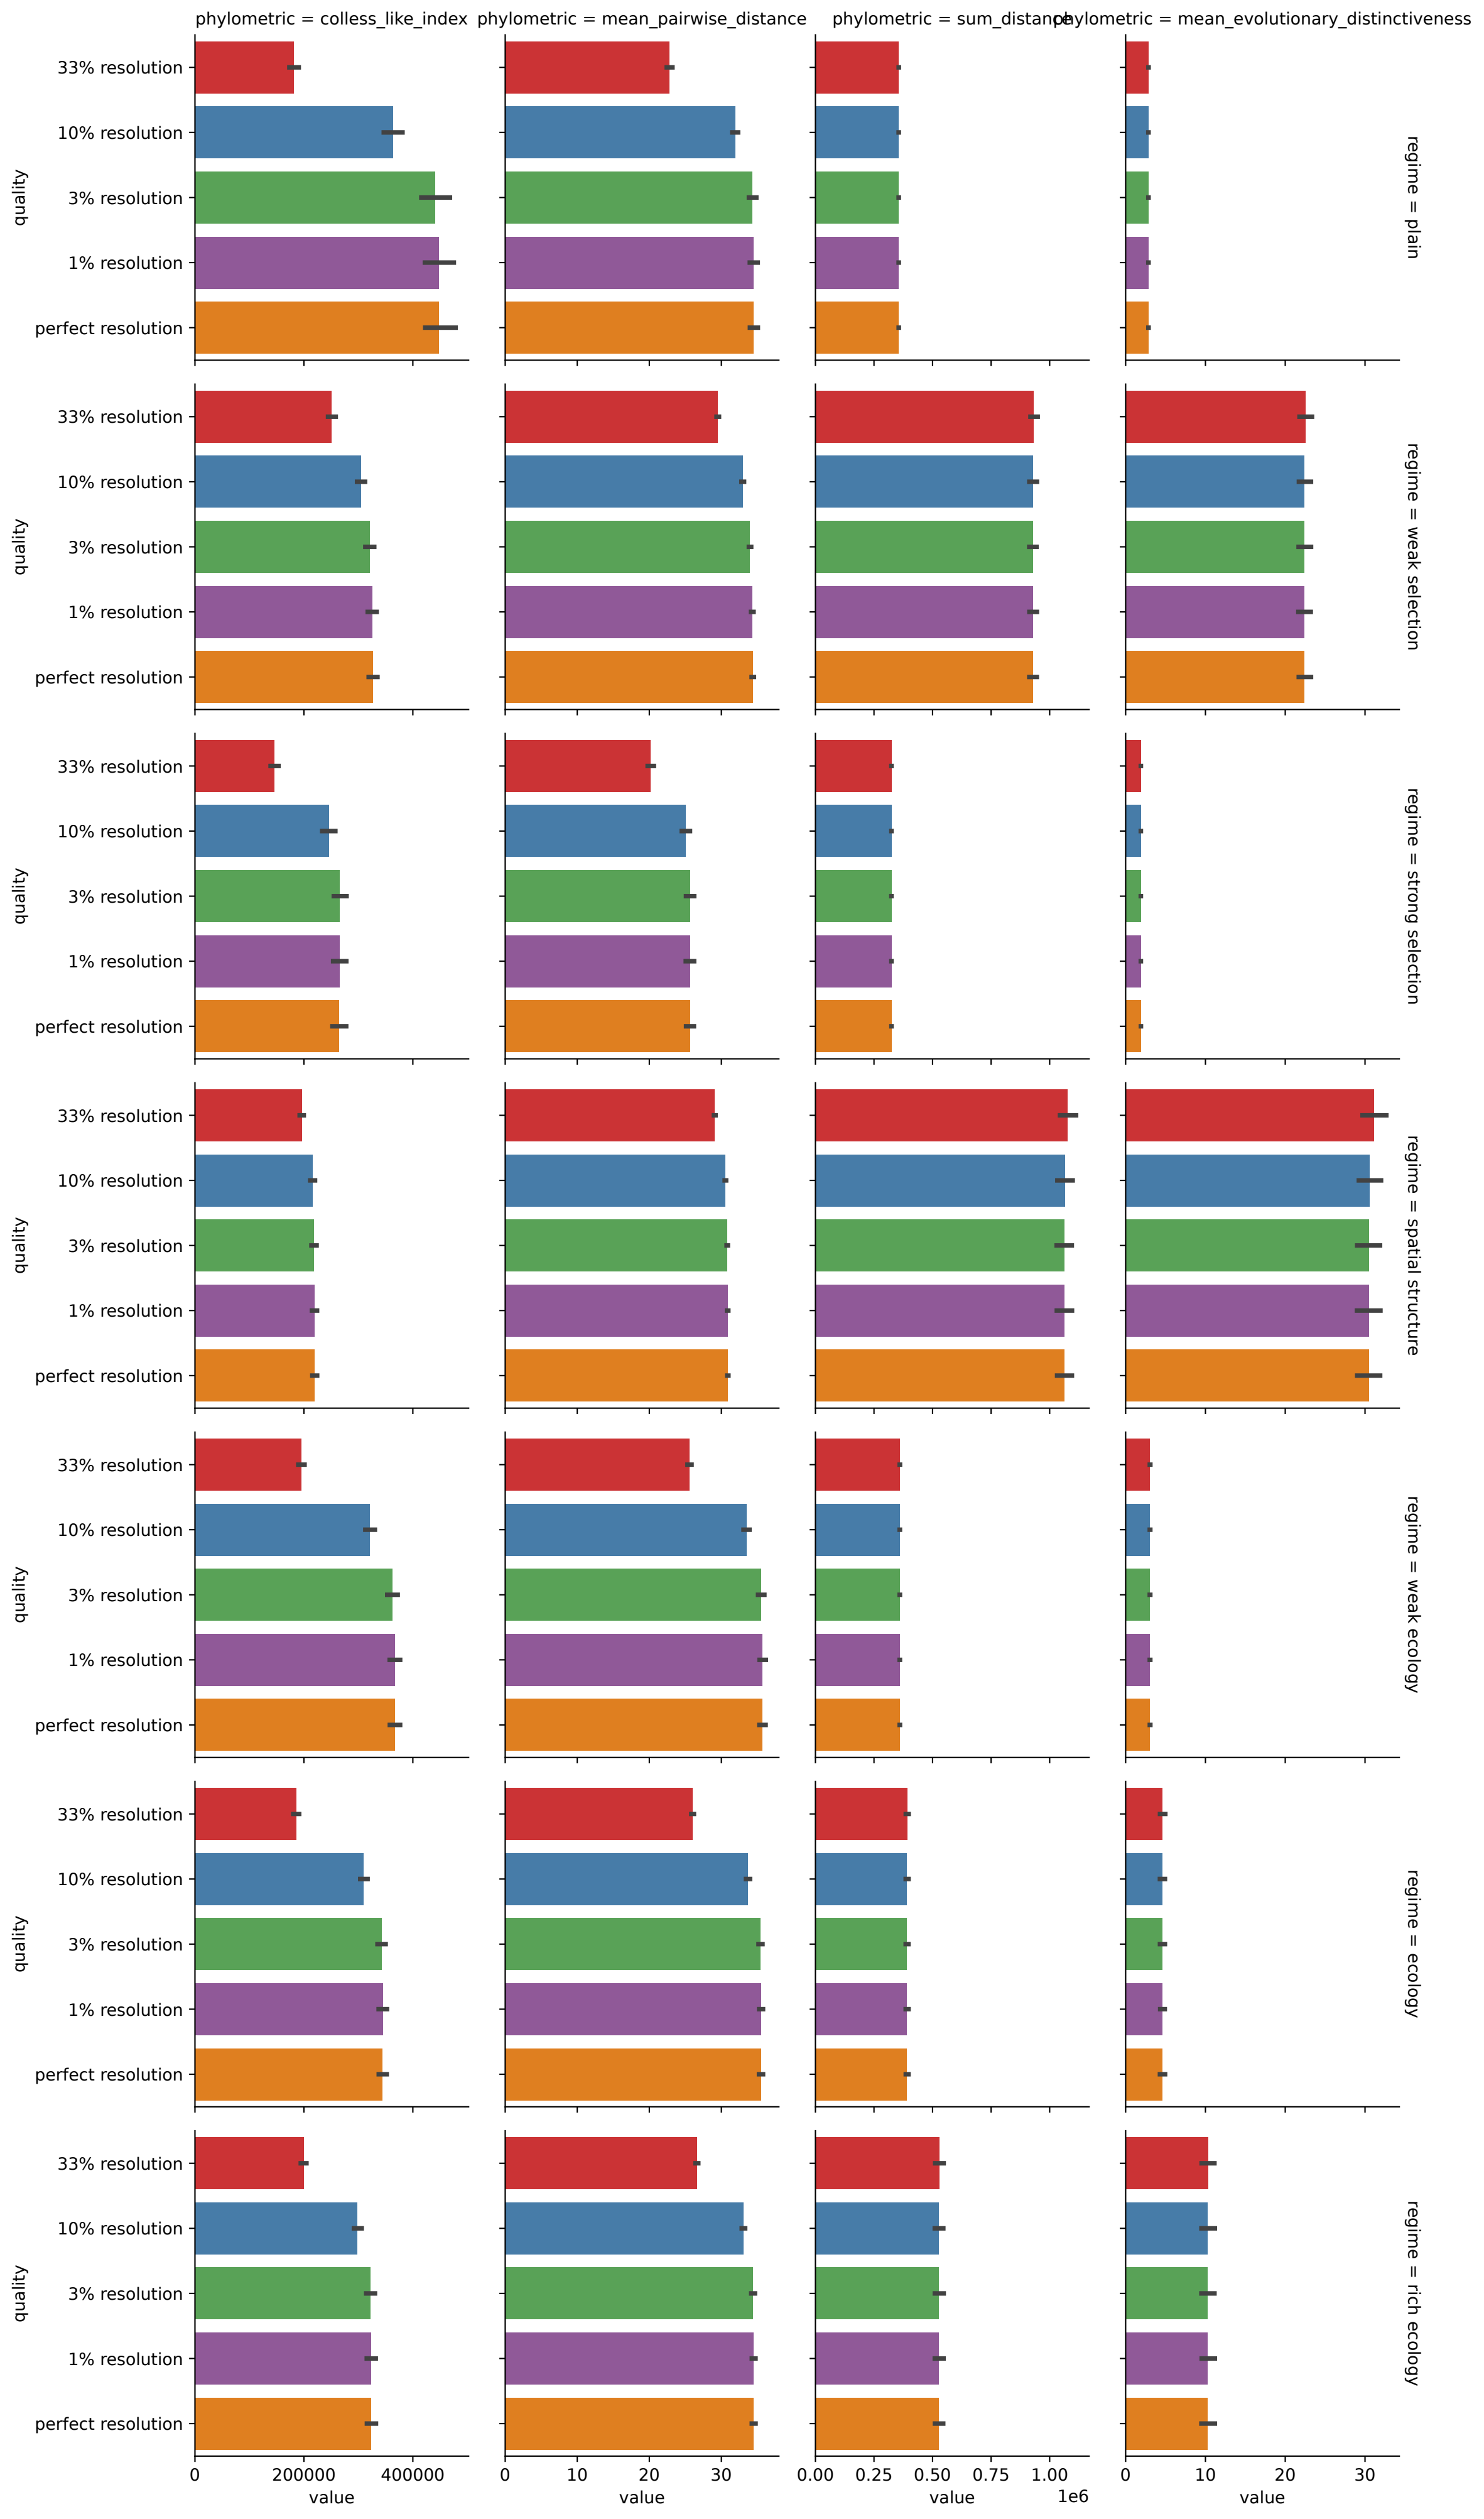 phylometric = colless_like_index
phylometric = mean_pairwise_distance
phylometric = sum_distance
phylometric = mean_evolutionary_distinctiveness
33% resolution
10% resolution
3% resolution
1% resolution
perfect resolution
quality
regime = plain
33% resolution
10% resolution
3% resolution
1% resolution
perfect resolution
quality
regime = weak selection
33% resolution
10% resolution
3% resolution
1% resolution
perfect resolution
quality
regime = strong selection
33% resolution
10% resolution
3% resolution
1% resolution
perfect resolution
quality
regime = spatial structure
33% resolution
10% resolution
3% resolution
1% resolution
perfect resolution
quality
regime = weak ecology
33% resolution
10% resolution
3% resolution
1% resolution
perfect resolution
quality
regime = ecology
33% resolution
10% resolution
3% resolution
1% resolution
perfect resolution
quality
regime = rich ecology
0 200000 400000
value
0 10 20 30
value
0.00 0.25 0.50 0.75 1.00
1e6
value
0 10 20 30
value